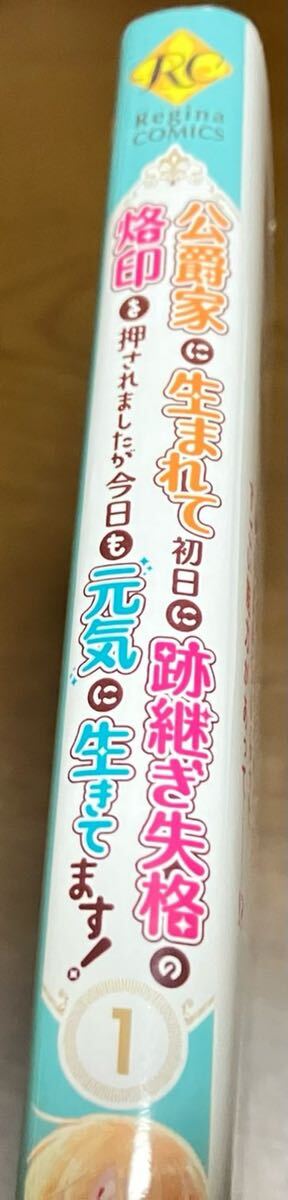 RC
Regina
COMICS
公爵家に生まれて初日に跡継ぎ失格の
烙印を押されましたが今日も元気に生きてます!
1